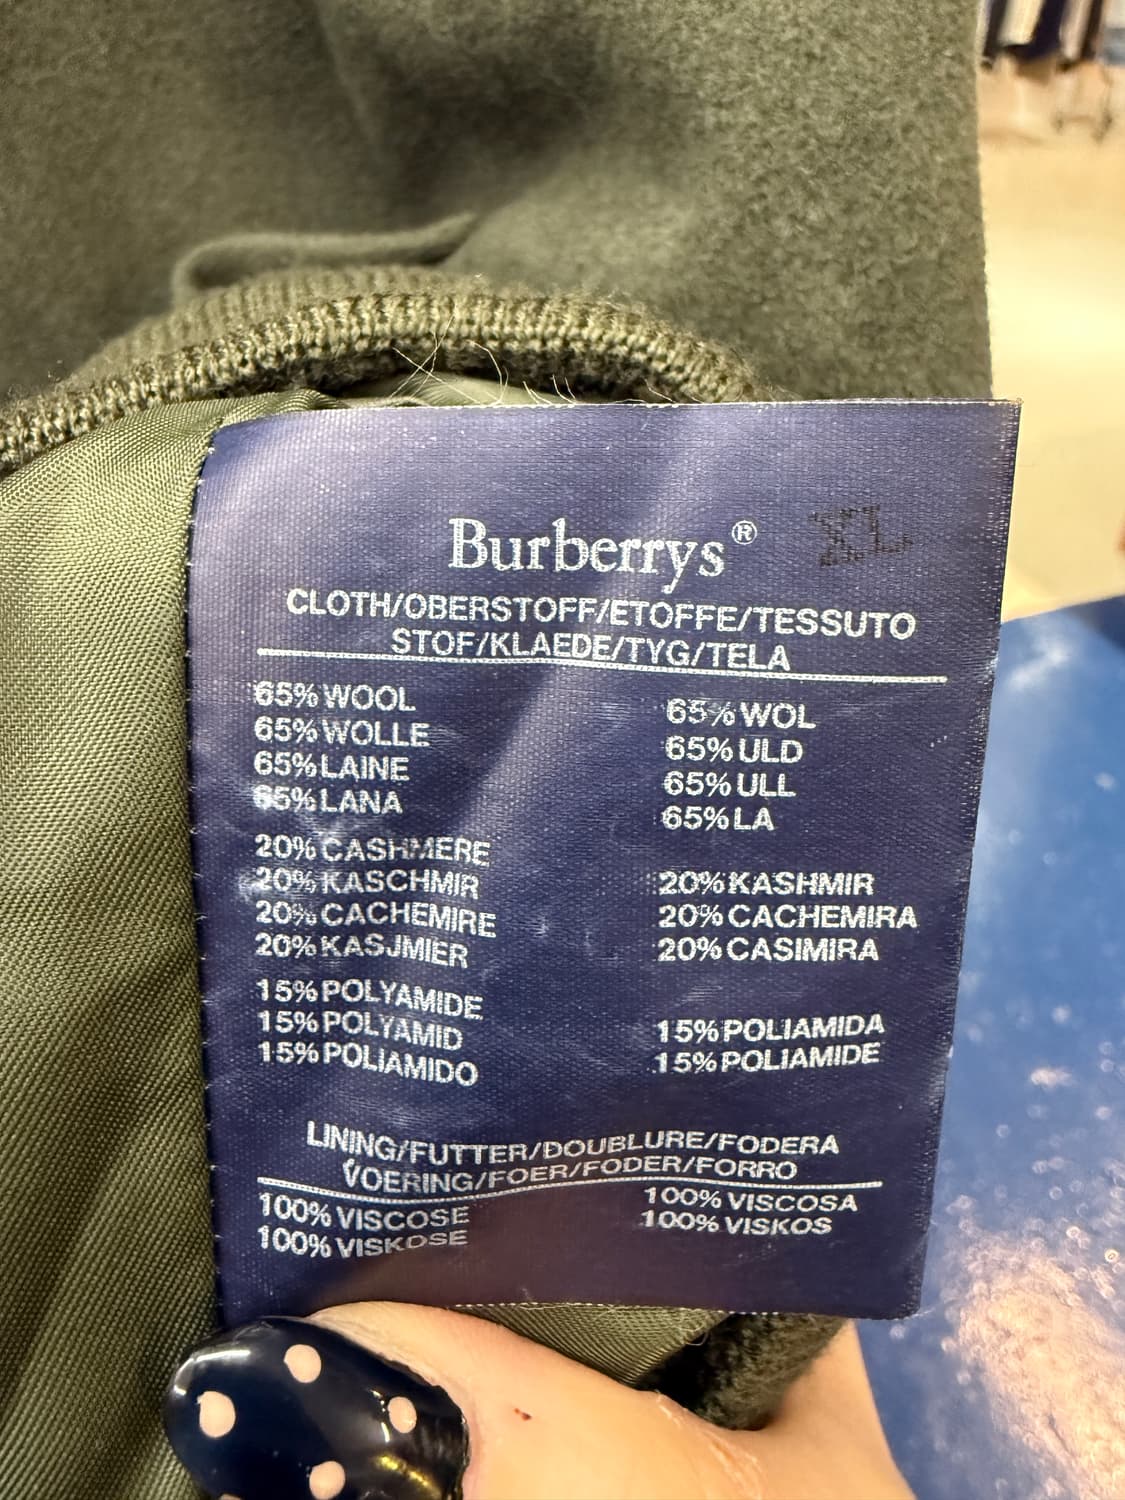 Burberrys® XL
CLOTH/OBERSTOFF/ETOFFE/TESSUTO
STOF/KLAEDE/TYG/TELA
65% WOOL
65% WOLLE
65% LAINE
65% LANA
65% WOL
65% ULD
65% ULL
65% LA
20% CASHMERE
20% KASCHMIR
20% CACHEMIRE
20% KASJMIER
20% KASHMIR
20% CACHEMIRA
20% CASIMIRA
15% POLYAMIDE
15% POLYAMID
15% POLIAMIDO
15% POLIAMIDA
15% POLIAMIDE
LINING/FUTTER/DOUBLURE/FODERA
VOERING/FOER/FODER/FORRO
100% VISCOSE
100% VISKOSE
100% VISCOSA
100% VISKOS